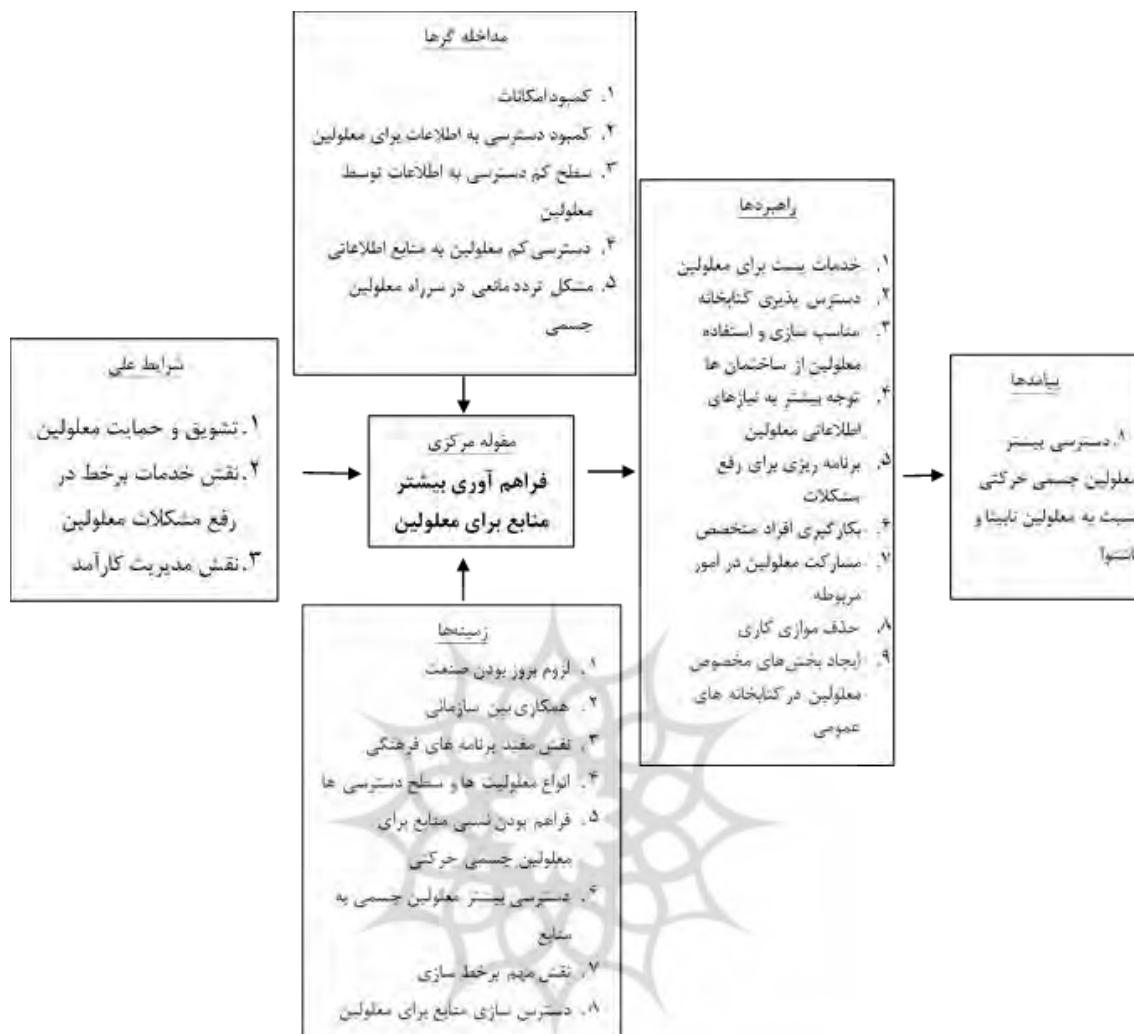 مداخله گرها
۱. کمبود امکانات
۲. کمبود دسترسی به اطلاعات برای معلولین
۳. سطح کم دسترسی به اطلاعات توسط
معلولین
۴. دسترسی کم معلولین به منابع اطلاعاتی
۵. مشکل تردد مانعی در سرراه معلولین
جسمی
شرایط علی
۱. تشویق و حمایت معلولین
۲. نقش خدمات برخط در
رفع مشکلات معلولین
۳. نقش مدیریت کارآمد
مقوله مرکزی
فراهم آوری بیشتر
منابع برای معلولین
زمینه‌ها
۱. لزوم بروز بودن صنعت
۲. همکاری بین سازمانی
۳. نقش مفید برنامه های فرهنگی
۴. انواع معلولیت ها و سطح دسترسی ها
۵. فراهم بودن نسبی منابع برای
معلولین جسمی حرکتی
۶. دسترسی بیشتر معلولین جسمی به
منابع
۷. نقش مهم برخط سازی
۸. دسترس سازی منابع برای معلولین
راهبردها
۱. خدمات پست برای معلولین
۲. دسترس پذیری کتابخانه
۳. مناسب سازی و استفاده
معلولین از ساختمان ها
۴. توجه بیشتر به نیازهای
اطلاعاتی معلولین
۵. برنامه ریزی برای رفع
مشکلات
۶. بکارگیری افراد متخصص
۷. مشارکت معلولین در امور
مربوطه
۸. حذف موازی کاری
۹. ایجاد بخش‌های مخصوص
معلولین در کتابخانه های
عمومی
پیامدها
۱. دسترسی بیشتر
معلولین جسمی حرکتی
به معلولین نابینا و